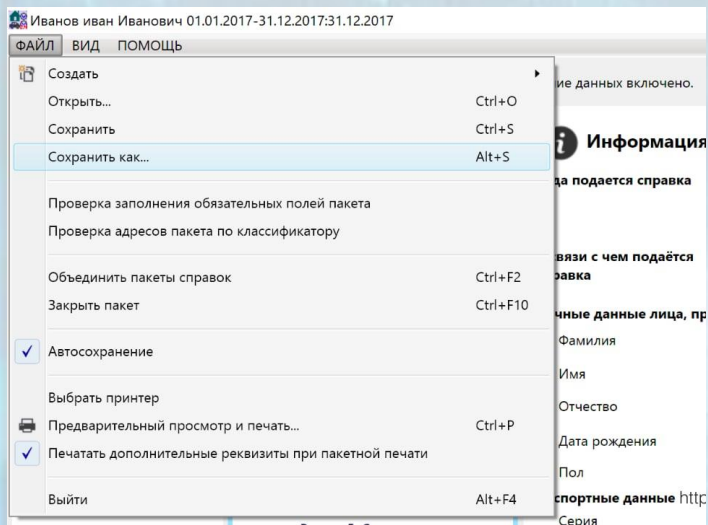 Иванов иван Иванович 01.01.2017-31.12.2017:31.12.2017
ФАЙЛ ВИД ПОМОЩЬ
Создать
Открыть... Ctrl+O
Сохранить Ctrl+S
Сохранить как... Alt+S
Проверка заполнения обязательных полей пакета
Проверка адресов пакета по классификатору
Объединить пакеты справок Ctrl+F2
Закрыть пакет Ctrl+F10
Автосохранение
Выбрать принтер
Предварительный просмотр и печать... Ctrl+P
Печатать дополнительные реквизиты при пакетной печати
Выйти Alt+F4
ие данных включено.
Информация
да подается справка
вязи с чем подаётся
равка
чные данные лица, пр
Фамилия
Имя
Отчество
Дата рождения
Пол
спортные данные http
Серия